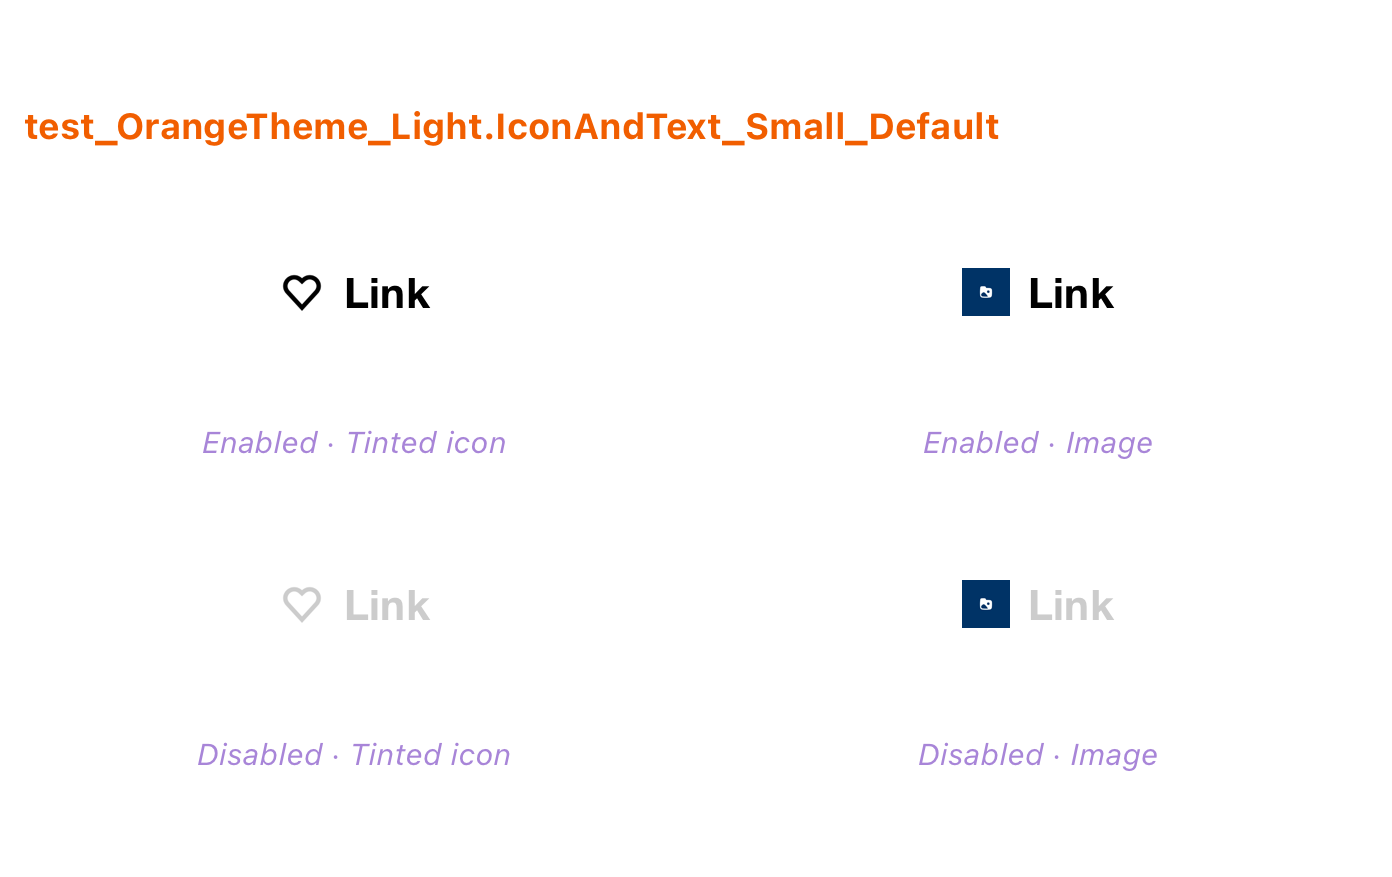 test_OrangeTheme_Light.IconAndText_Small_Default
Link
Link
Enabled · Tinted icon
Enabled · Image
Link
Link
Disabled · Tinted icon
Disabled · Image